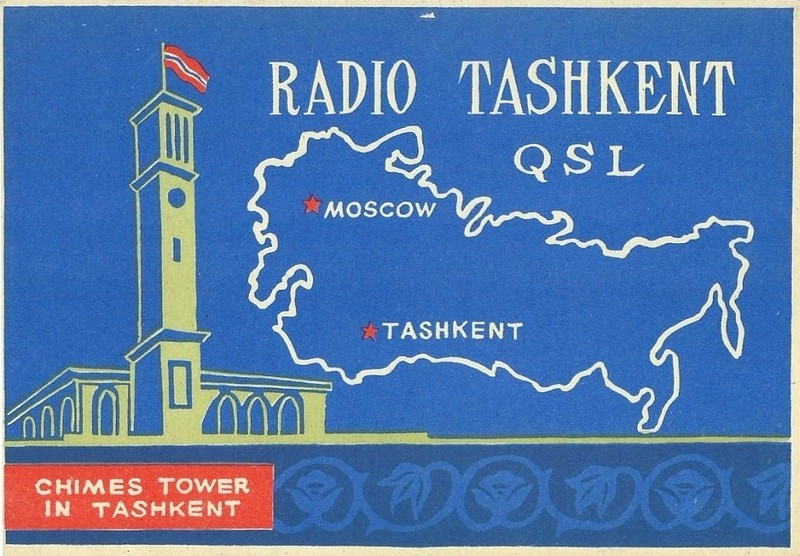 RADIO TASHKENT
QSL
MOSCOW
TASHKENT
CHIMES TOWER
IN TASHKENT